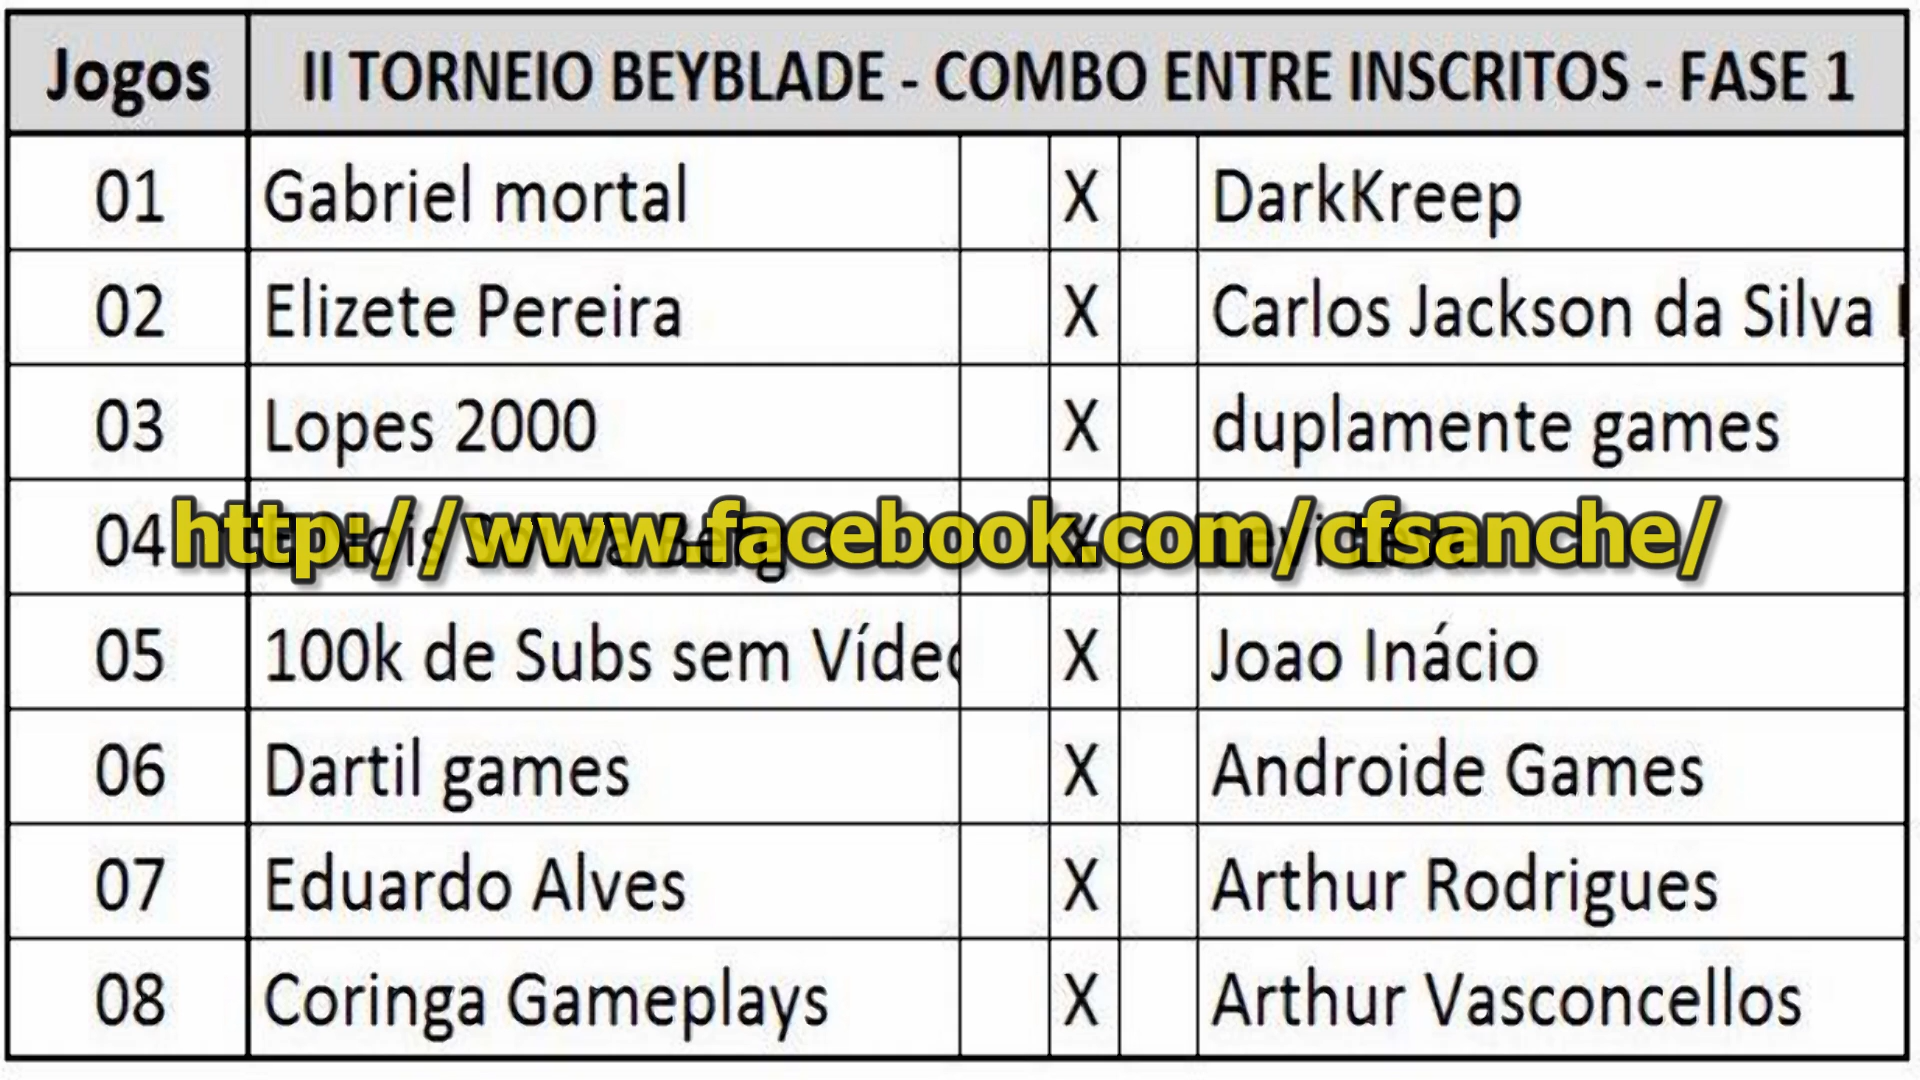 Jogos II TORNEIO BEYBLADE - COMBO ENTRE INSCRITOS - FASE 1
01 Gabriel mortal X DarkKreep
02 Elizete Pereira X Carlos Jackson da Silva
03 Lopes 2000 X duplamente games
04 X
http://www.facebook.com/cfsanche/
05 100k de Subs sem Víde X Joao Inácio
06 Dartil games X Androide Games
07 Eduardo Alves X Arthur Rodrigues
08 Coringa Gameplays X Arthur Vasconcellos